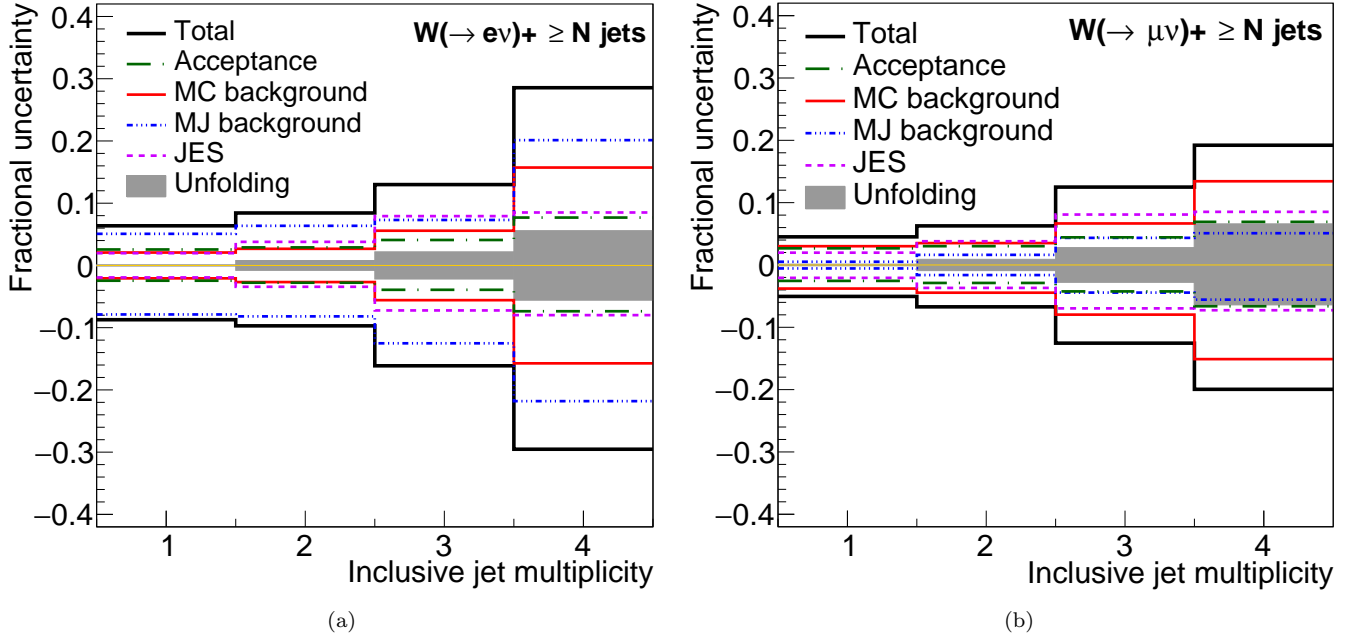 W(→ eν)+ ≥ N jets
Total
Acceptance
MC background
MJ background
JES
Unfolding
Fractional uncertainty
0.4
0.3
0.2
0.1
0
−0.1
−0.2
−0.3
−0.4
1 2 3 4
Inclusive jet multiplicity
(a)
W(→ μν)+ ≥ N jets
Total
Acceptance
MC background
MJ background
JES
Unfolding
Fractional uncertainty
0.4
0.3
0.2
0.1
0
−0.1
−0.2
−0.3
−0.4
1 2 3 4
Inclusive jet multiplicity
(b)